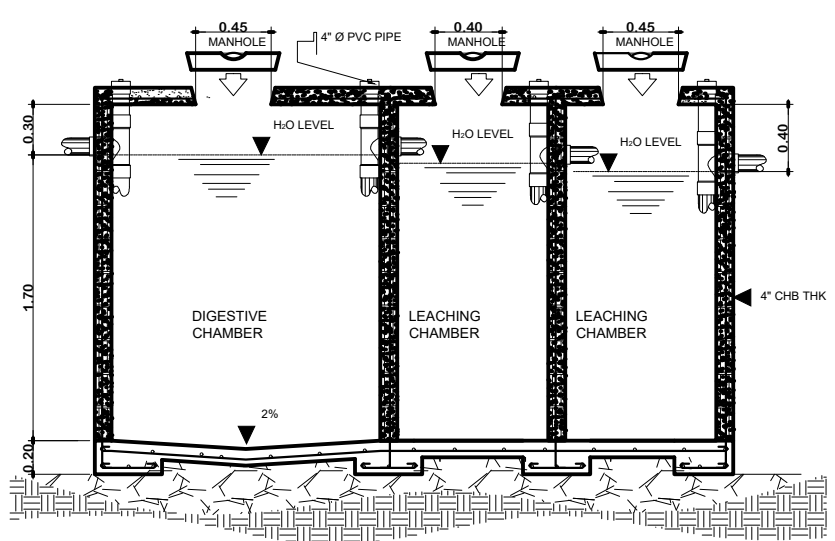 0.45
MANHOLE
4" Ø PVC PIPE
0.40
MANHOLE
0.45
MANHOLE
0.30
H₂O LEVEL
H₂O LEVEL
H₂O LEVEL
0.40
1.70
DIGESTIVE
CHAMBER
LEACHING
CHAMBER
LEACHING
CHAMBER
4" CHB THK
2%
0.20